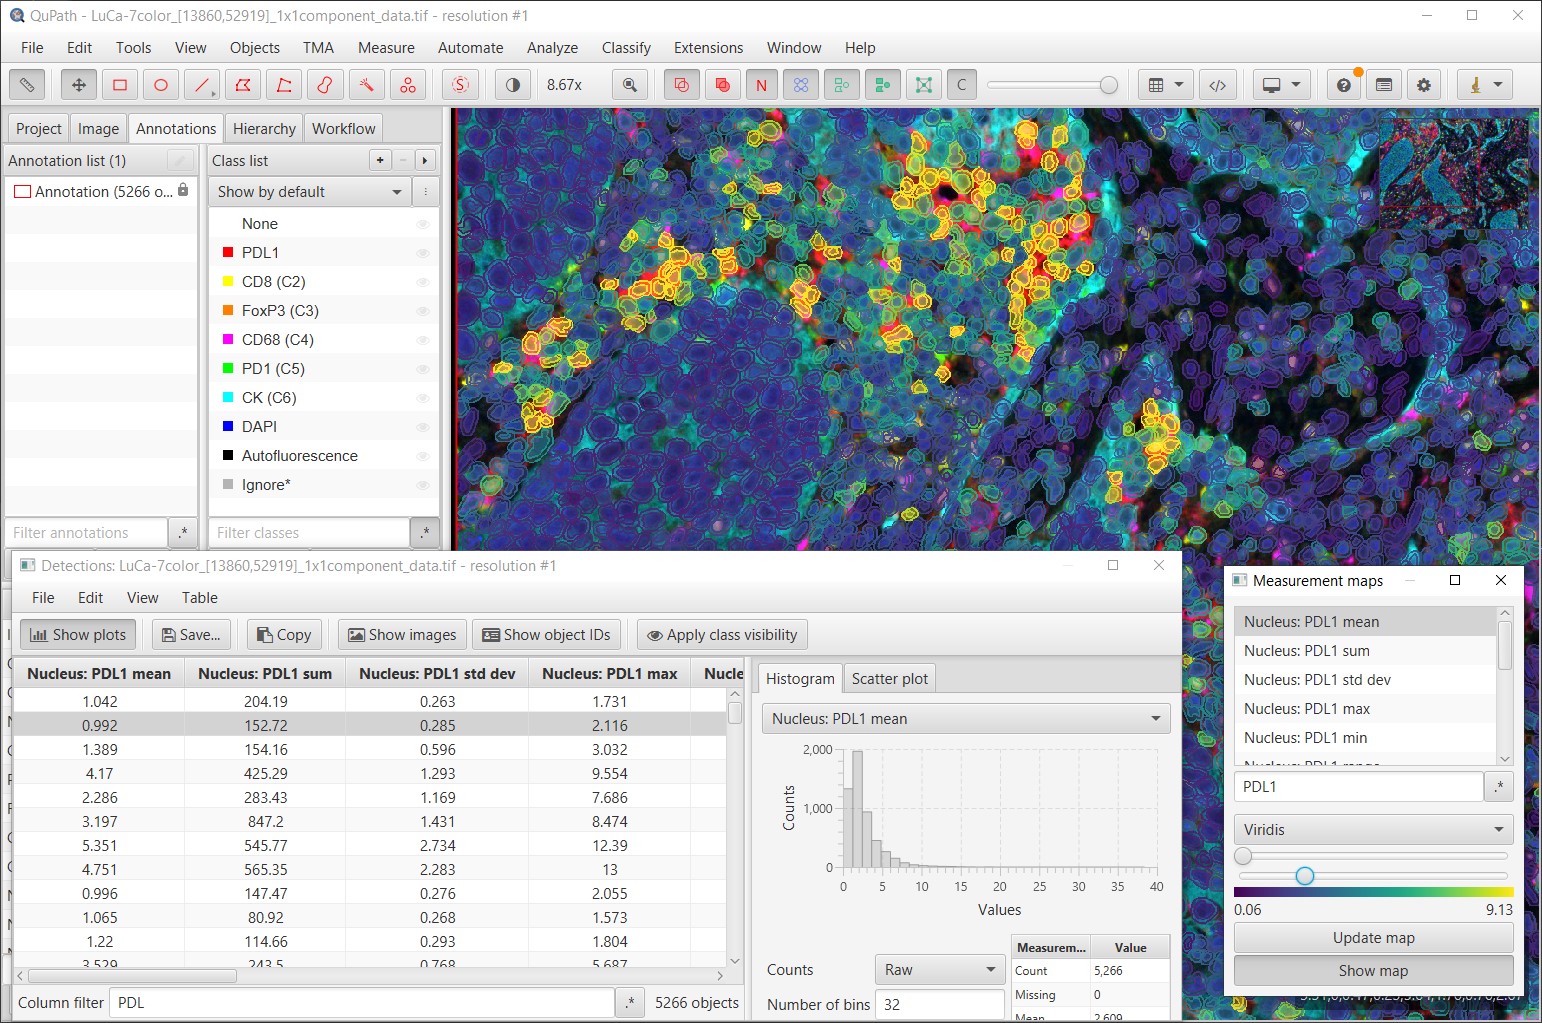 QuPath - LuCa-7color_[13860,52919]_1x1component_data.tif - resolution #1
File Edit Tools View Objects TMA Measure Automate Analyze Classify Extensions Window Help
S 8.67x N C
Project Image Annotations Hierarchy Workflow
Annotation list (1) Class list + -
Annotation (5266 o... Show by default
None
PDL1
CD8 (C2)
FoxP3 (C3)
CD68 (C4)
PD1 (C5)
CK (C6)
DAPI
Autofluorescence
Ignore*
Filter annotations .* Filter classes .*
Detections: LuCa-7color_[13860,52919]_1x1component_data.tif - resolution #1
File Edit View Table
Show plots Save... Copy Show images Show object IDs Apply class visibility
Nucleus: PDL1 mean Nucleus: PDL1 sum Nucleus: PDL1 std dev Nucleus: PDL1 max Nucle
1.042 204.19 0.263 1.731
0.992 152.72 0.285 2.116
1.389 154.16 0.596 3.032
4.17 425.29 1.293 9.554
2.286 283.43 1.169 7.686
3.197 847.2 1.431 8.474
5.351 545.77 2.734 12.39
4.751 565.35 2.283 13
0.996 147.47 0.276 2.055
1.065 80.92 0.268 1.573
1.22 114.66 0.293 1.804
3.529 243.5 0.768 5.687
Column filter PDL .* 5266 objects
Histogram Scatter plot
Nucleus: PDL1 mean
2,000
1,000
0
Counts
0 5 10 15 20 25 30 35 40
Values
Counts Raw
Number of bins 32
Measurem... Value
Count 5,266
Missing 0
Mean 2.609
Measurement maps
Nucleus: PDL1 mean
Nucleus: PDL1 sum
Nucleus: PDL1 std dev
Nucleus: PDL1 max
Nucleus: PDL1 min
Nucleus: PDL1 range
PDL1 .*
Viridis
0.06 9.13
Update map
Show map